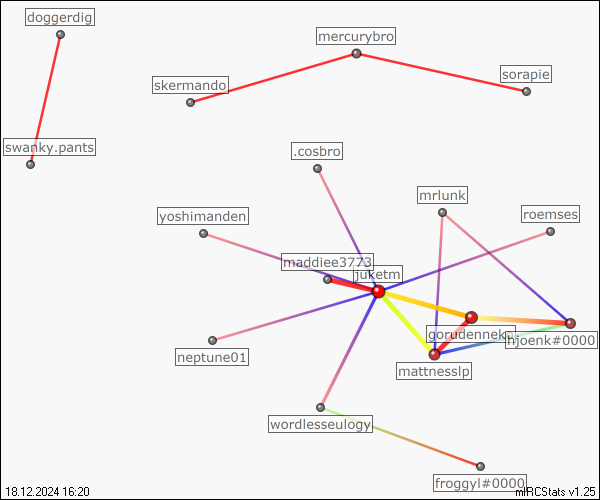 doggerdig
mercurybro
sorapie
skermando
swanky.pants
.cosbro
mrlunk
yoshimanden
roemses
maddiee3773
juketm
gorudenneko
hjoenk#0000
neptune01
mattnesslp
wordlesseulogy
froggyl#0000
18.12.2024 16:20
mIRCStats v1.25